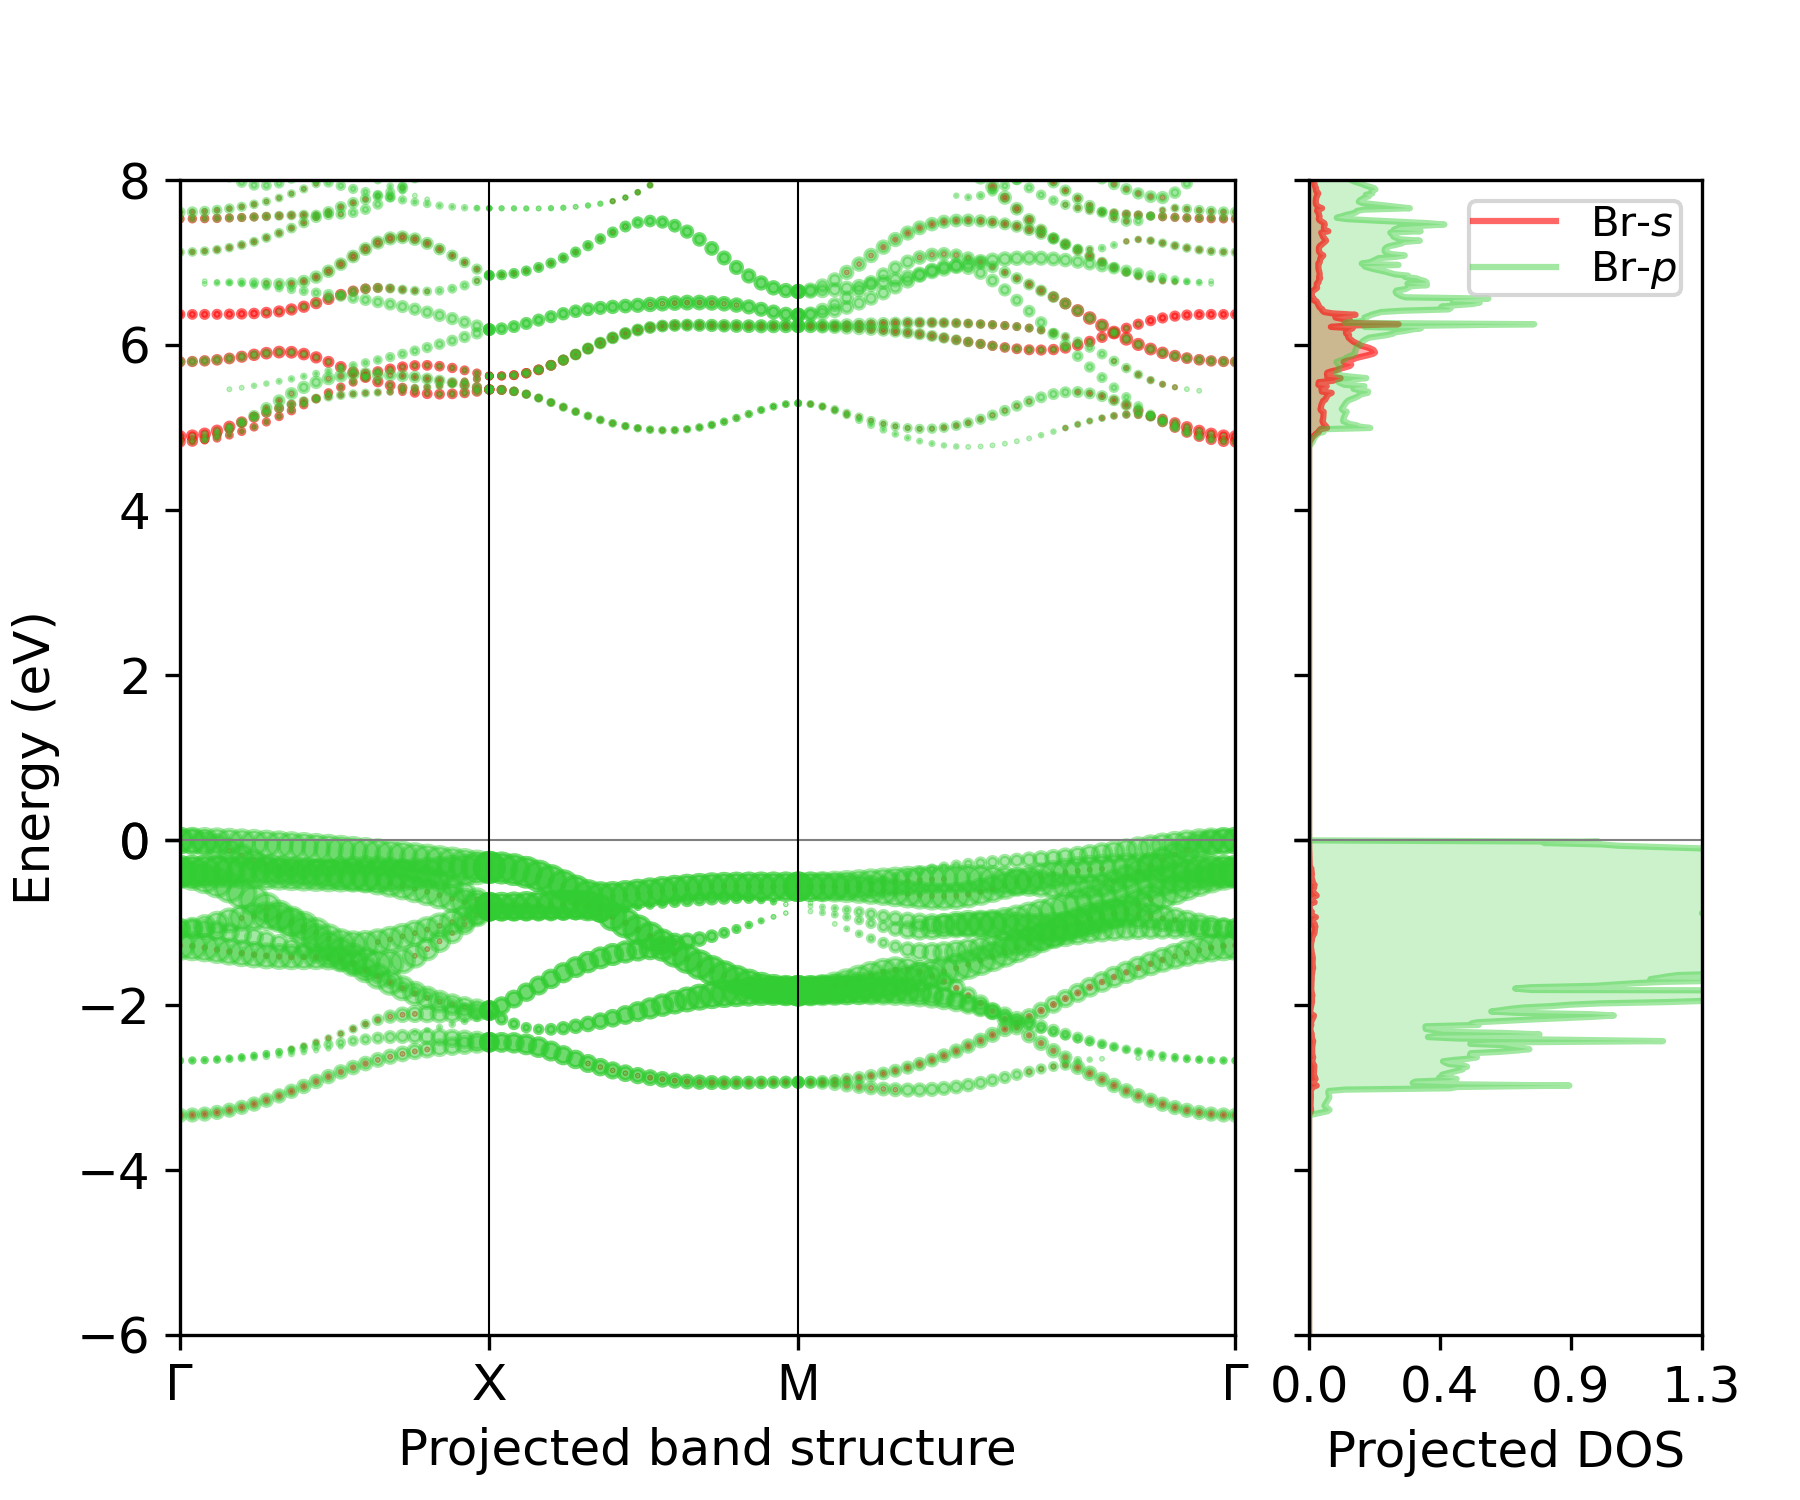 Energy (eV)
8
6
4
2
0
−2
−4
−6
Γ X M Γ
Projected band structure
Br-s
Br-p
0.0 0.4 0.9 1.3
Projected DOS